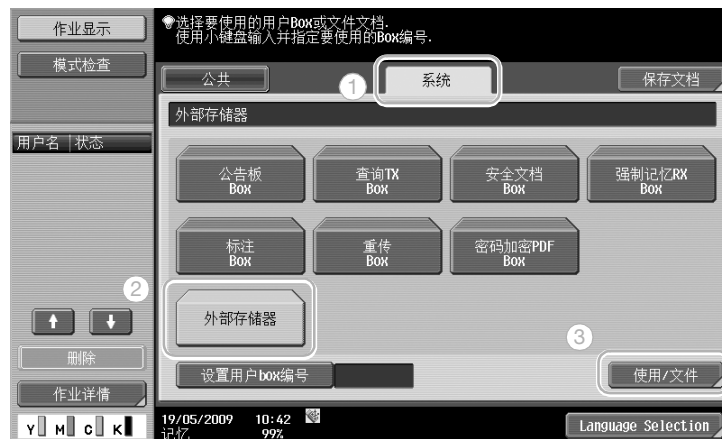 作业显示
模式检查
选择要使用的用户Box或文件文档.
使用小键盘输入并指定要使用的Box编号.
公共
1
系统
保存文档
外部存储器
用户名 状态
公告板
Box
查询TX
Box
安全文档
Box
强制记忆RX
Box
标注
Box
重传
Box
密码加密PDF
Box
2
外部存储器
3
删除
设置用户box编号
使用/文件
作业详情
Y M C K
19/05/2009 10:42
记忆 99%
Language Selection